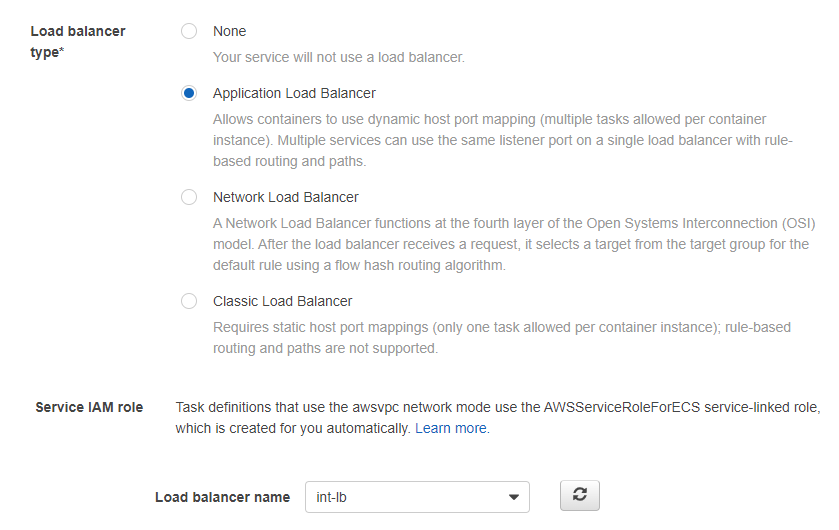 Load balancer
type*
None
Your service will not use a load balancer.
Application Load Balancer
Allows containers to use dynamic host port mapping (multiple tasks allowed per container
instance). Multiple services can use the same listener port on a single load balancer with rule-
based routing and paths.
Network Load Balancer
A Network Load Balancer functions at the fourth layer of the Open Systems Interconnection (OSI)
model. After the load balancer receives a request, it selects a target from the target group for the
default rule using a flow hash routing algorithm.
Classic Load Balancer
Requires static host port mappings (only one task allowed per container instance); rule-based
routing and paths are not supported.
Service IAM role
Task definitions that use the awsvpc network mode use the AWSServiceRoleForECS service-linked role,
which is created for you automatically. Learn more.
Load balancer name
int-lb